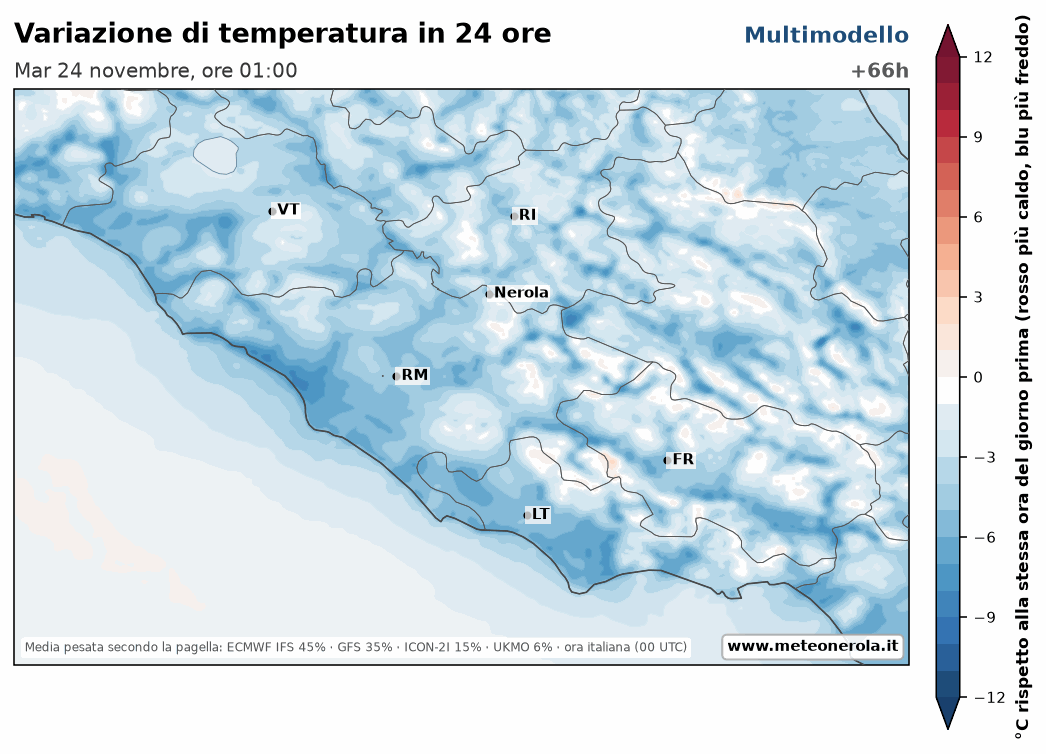 Variazione di temperatura in 24 ore
Multimodello
Mar 24 novembre, ore 01:00
+66h
VT
RI
Nerola
RM
FR
LT
Media pesata secondo la pagella: ECMWF IFS 45% · GFS 35% · ICON-2I 15% · UKMO 6% · ora italiana (00 UTC)
www.meteonerola.it
12
9
6
3
0
−3
−6
−9
−12
°C rispetto alla stessa ora del giorno prima (rosso più caldo, blu più freddo)